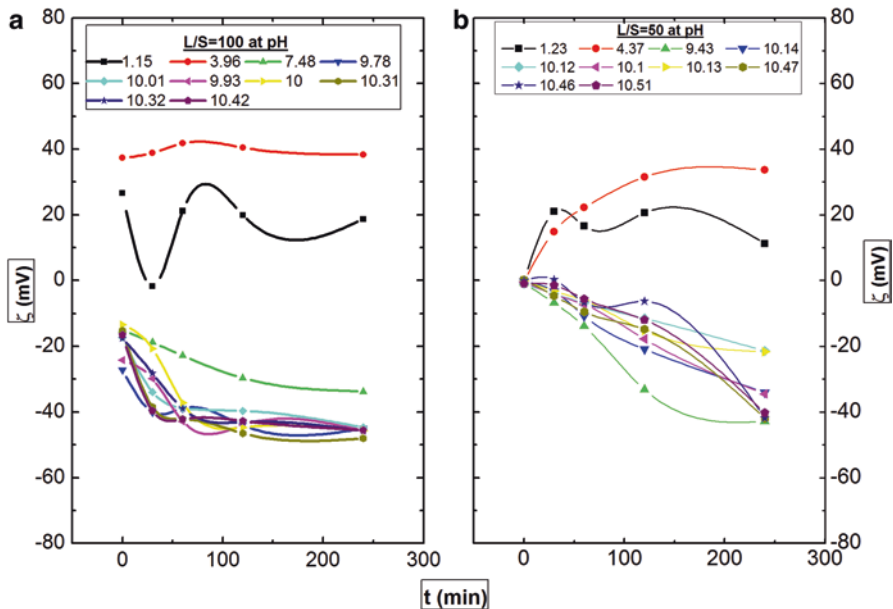 a
L/S=100 at pH
1.15 3.96 7.48 9.78
10.01 9.93 10 10.31
10.32 10.42
80
60
40
20
0
-20
-40
-60
-80
ζ (mV)
0 100 200 300
b
L/S=50 at pH
1.23 4.37 9.43 10.14
10.12 10.1 10.13 10.47
10.46 10.51
80
60
40
20
0
-20
-40
-60
-80
ζ (mV)
0 100 200 300
t (min)